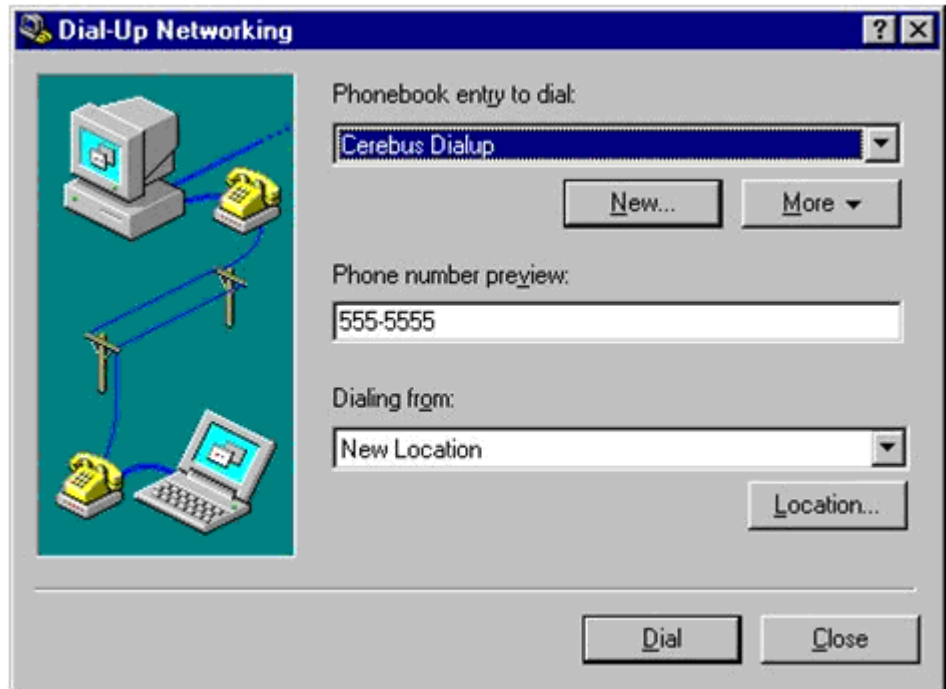 Dial-Up Networking
Phonebook entry to dial:
Cerebus Dialup
New...
More
Phone number preview:
555-5555
Dialing from:
New Location
Location...
Dial
Close